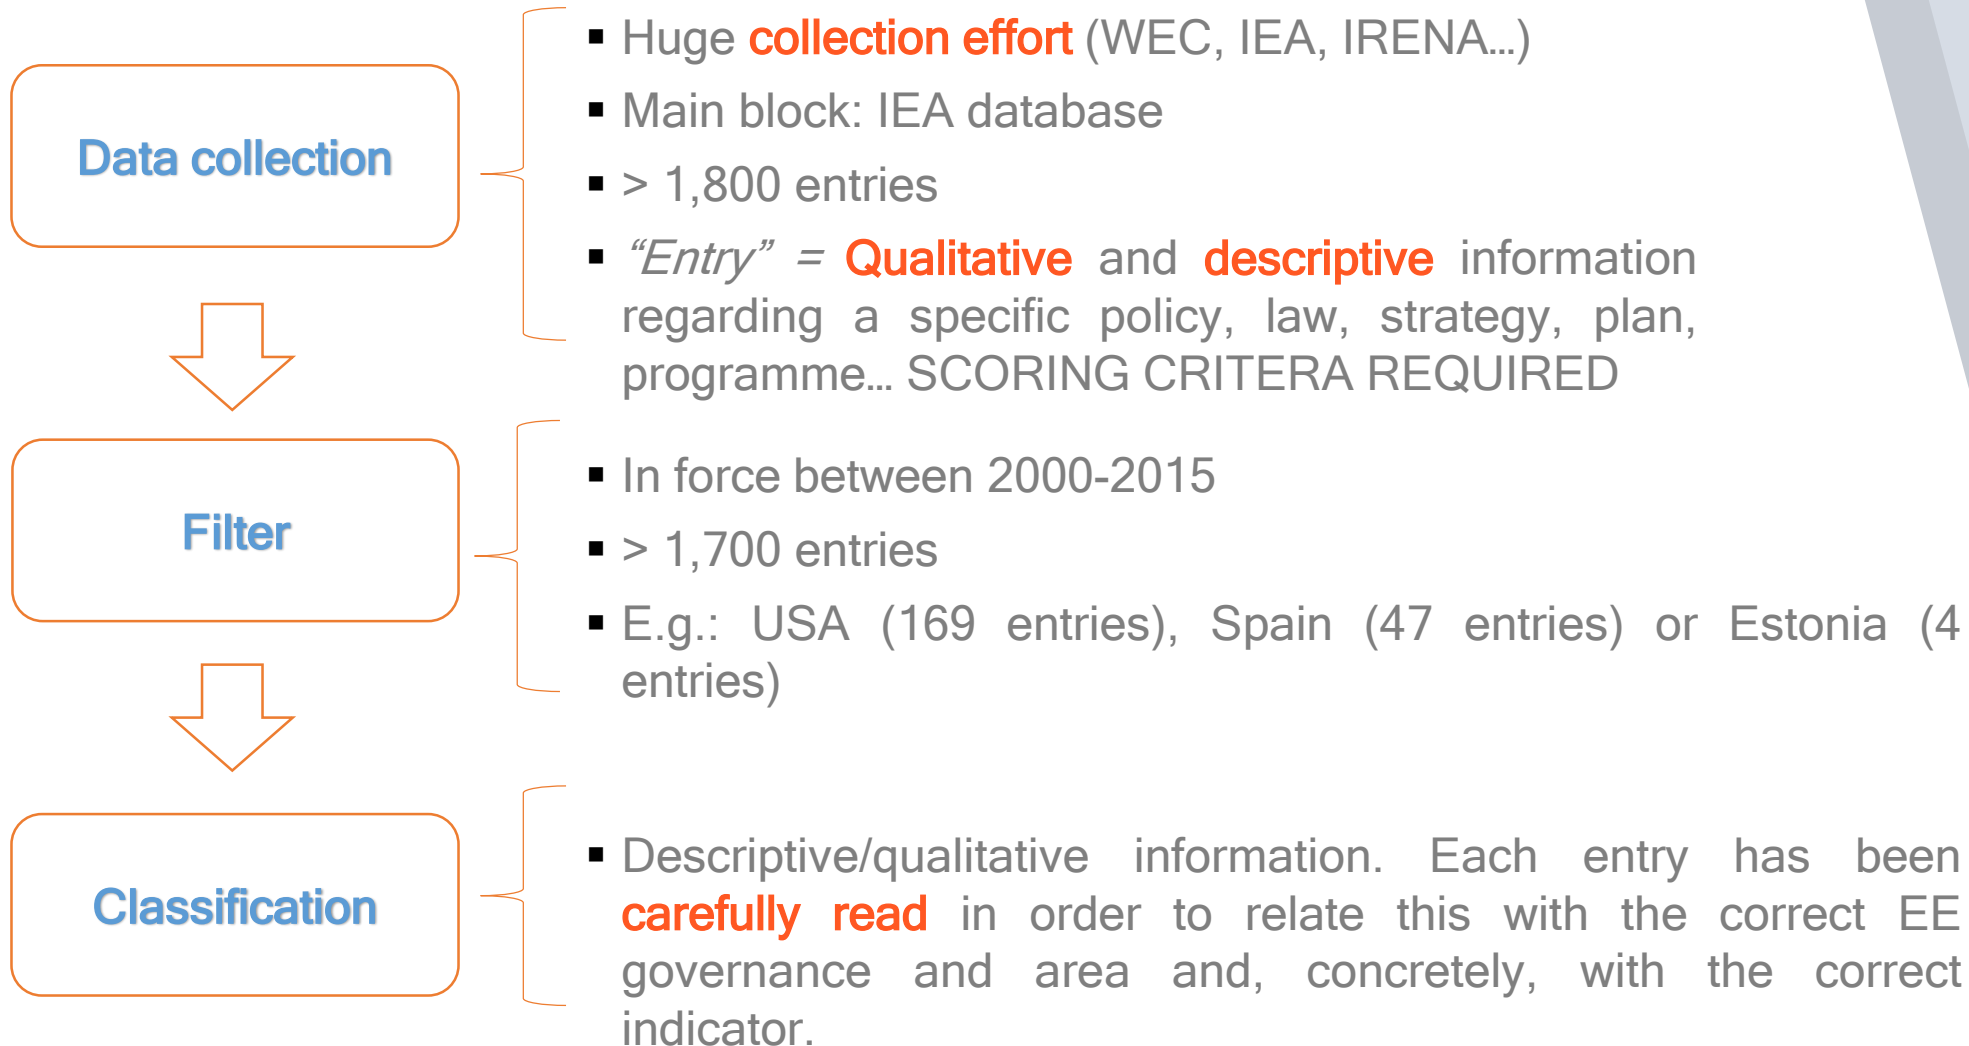 Data collection
▪ Huge collection effort (WEC, IEA, IRENA…)
▪ Main block: IEA database
▪ > 1,800 entries
▪ “Entry” = Qualitative and descriptive information
regarding a specific policy, law, strategy, plan,
programme… SCORING CRITERA REQUIRED
Filter
▪ In force between 2000-2015
▪ > 1,700 entries
▪ E.g.: USA (169 entries), Spain (47 entries) or Estonia (4
entries)
Classification
▪ Descriptive/qualitative information. Each entry has been
carefully read in order to relate this with the correct EE
governance and area and, concretely, with the correct
indicator.